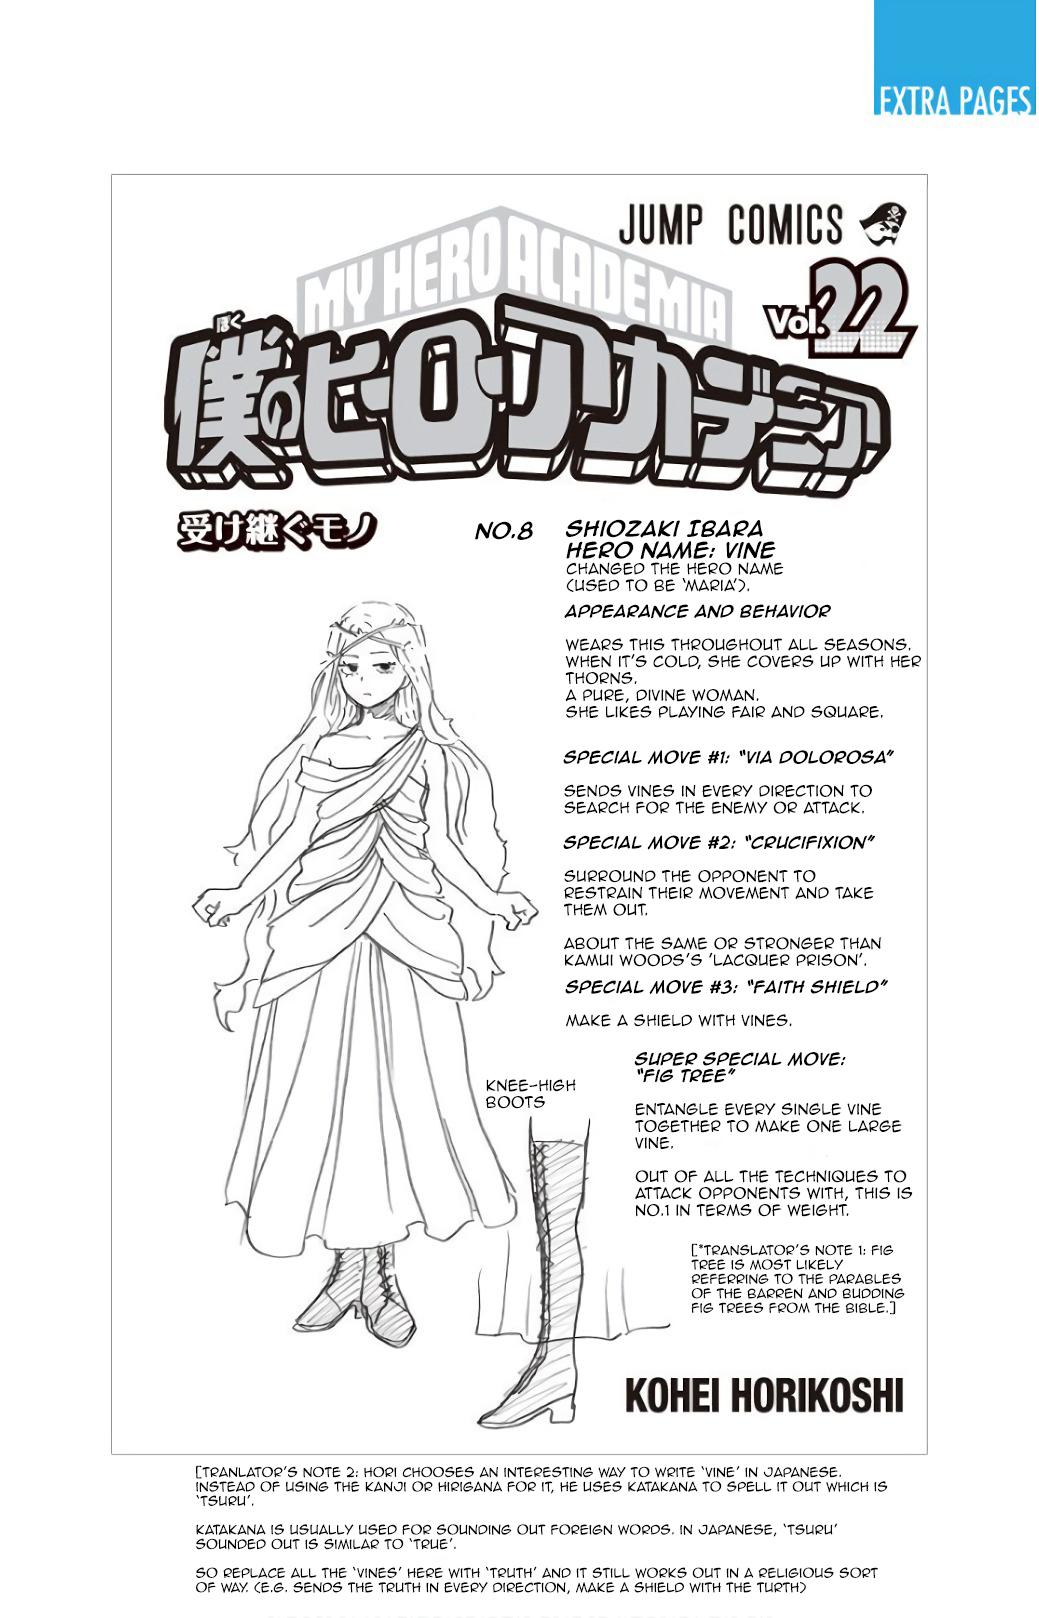 EXTRA PAGES
JUMP COMICS
MY HERO ACADEMIA
Vol.22
ぼく
僕のヒーローアカデミア
受け継ぐモノ
NO.8
SHIOZAKI IBARA
HERO NAME: VINE
CHANGED THE HERO NAME
(USED TO BE 'MARIA').
APPEARANCE AND BEHAVIOR
WEARS THIS THROUGHOUT ALL SEASONS.
WHEN IT'S COLD, SHE COVERS UP WITH HER
THORNS.
A PURE, DIVINE WOMAN.
SHE LIKES PLAYING FAIR AND SQUARE.
SPECIAL MOVE #1: "VIA DOLOROSA"
SENDS VINES IN EVERY DIRECTION TO
SEARCH FOR THE ENEMY OR ATTACK.
SPECIAL MOVE #2: "CRUCIFIXION"
SURROUND THE OPPONENT TO
RESTRAIN THEIR MOVEMENT AND TAKE
THEM OUT.
ABOUT THE SAME OR STRONGER THAN
KAMUI WOODS'S 'LACQUER PRISON'.
SPECIAL MOVE #3: "FAITH SHIELD"
MAKE A SHIELD WITH VINES.
SUPER SPECIAL MOVE:
"FIG TREE"
KNEE-HIGH
BOOTS
ENTANGLE EVERY SINGLE VINE
TOGETHER TO MAKE ONE LARGE
VINE.
OUT OF ALL THE TECHNIQUES TO
ATTACK OPPONENTS WITH, THIS IS
NO.1 IN TERMS OF WEIGHT.
[*TRANSLATOR'S NOTE 1: FIG
TREE IS MOST LIKELY
REFERRING TO THE PARABLES
OF THE BARREN AND BUDDING
FIG TREES FROM THE BIBLE.]
KOHEI HORIKOSHI
[TRANLATOR'S NOTE 2: HORI CHOOSES AN INTERESTING WAY TO WRITE 'VINE' IN JAPANESE.
INSTEAD OF USING THE KANJI OR HIRIGANA FOR IT, HE USES KATAKANA TO SPELL IT OUT WHICH IS
'TSURU'.
KATAKANA IS USUALLY USED FOR SOUNDING OUT FOREIGN WORDS. IN JAPANESE, 'TSURU'
SOUNDED OUT IS SIMILAR TO 'TRUE'.
SO REPLACE ALL THE 'VINES' HERE WITH 'TRUTH' AND IT STILL WORKS OUT IN A RELIGIOUS SORT
OF WAY. (E.G. SENDS THE TRUTH IN EVERY DIRECTION, MAKE A SHIELD WITH THE TURTH)